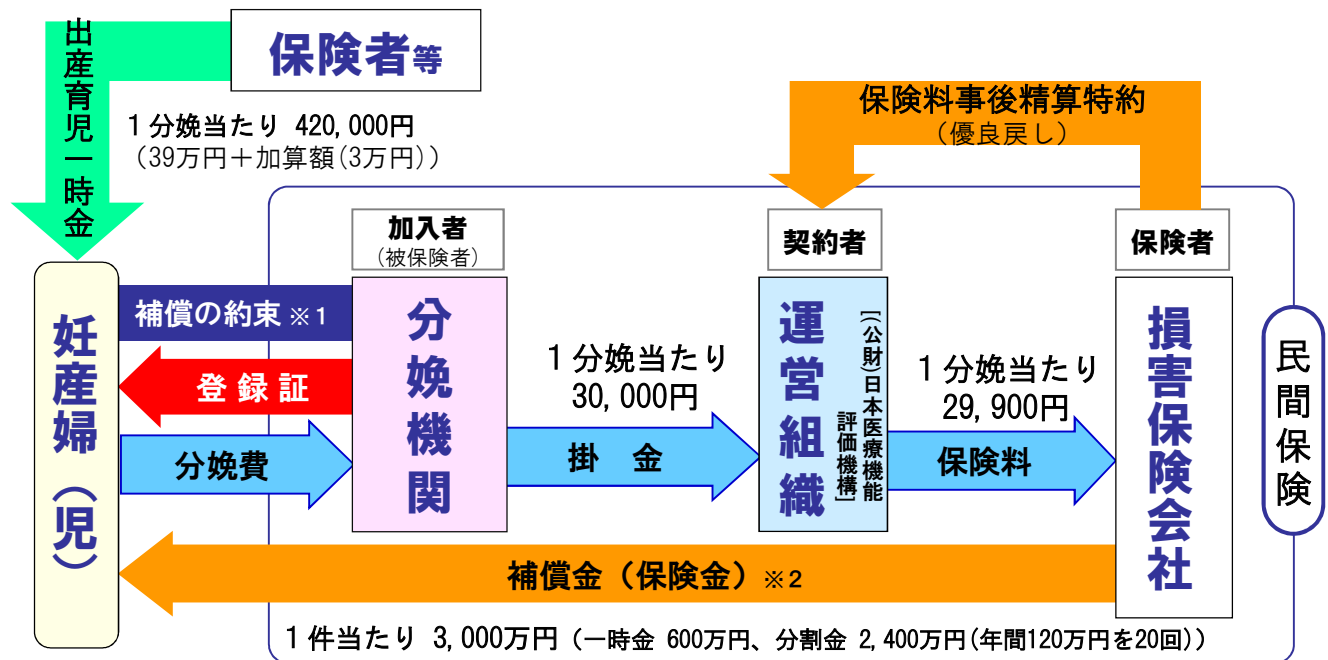 出産育児一時金
保険者等
1分娩当たり 420,000円
（39万円＋加算額（3万円））
保険料事後精算特約
（優良戻し）
加入者
（被保険者）
契約者
保険者
妊産婦（児）
補償の約束 ※1
登録証
分娩費
分娩機関
1分娩当たり
30,000円
掛　金
運営組織
［（公財）日本医療機能
評価機構］
1分娩当たり
29,900円
保険料
損害保険会社
民間保険
補償金（保険金）※2
1件当たり 3,000万円（一時金 600万円、分割金 2,400万円（年間120万円を20回））